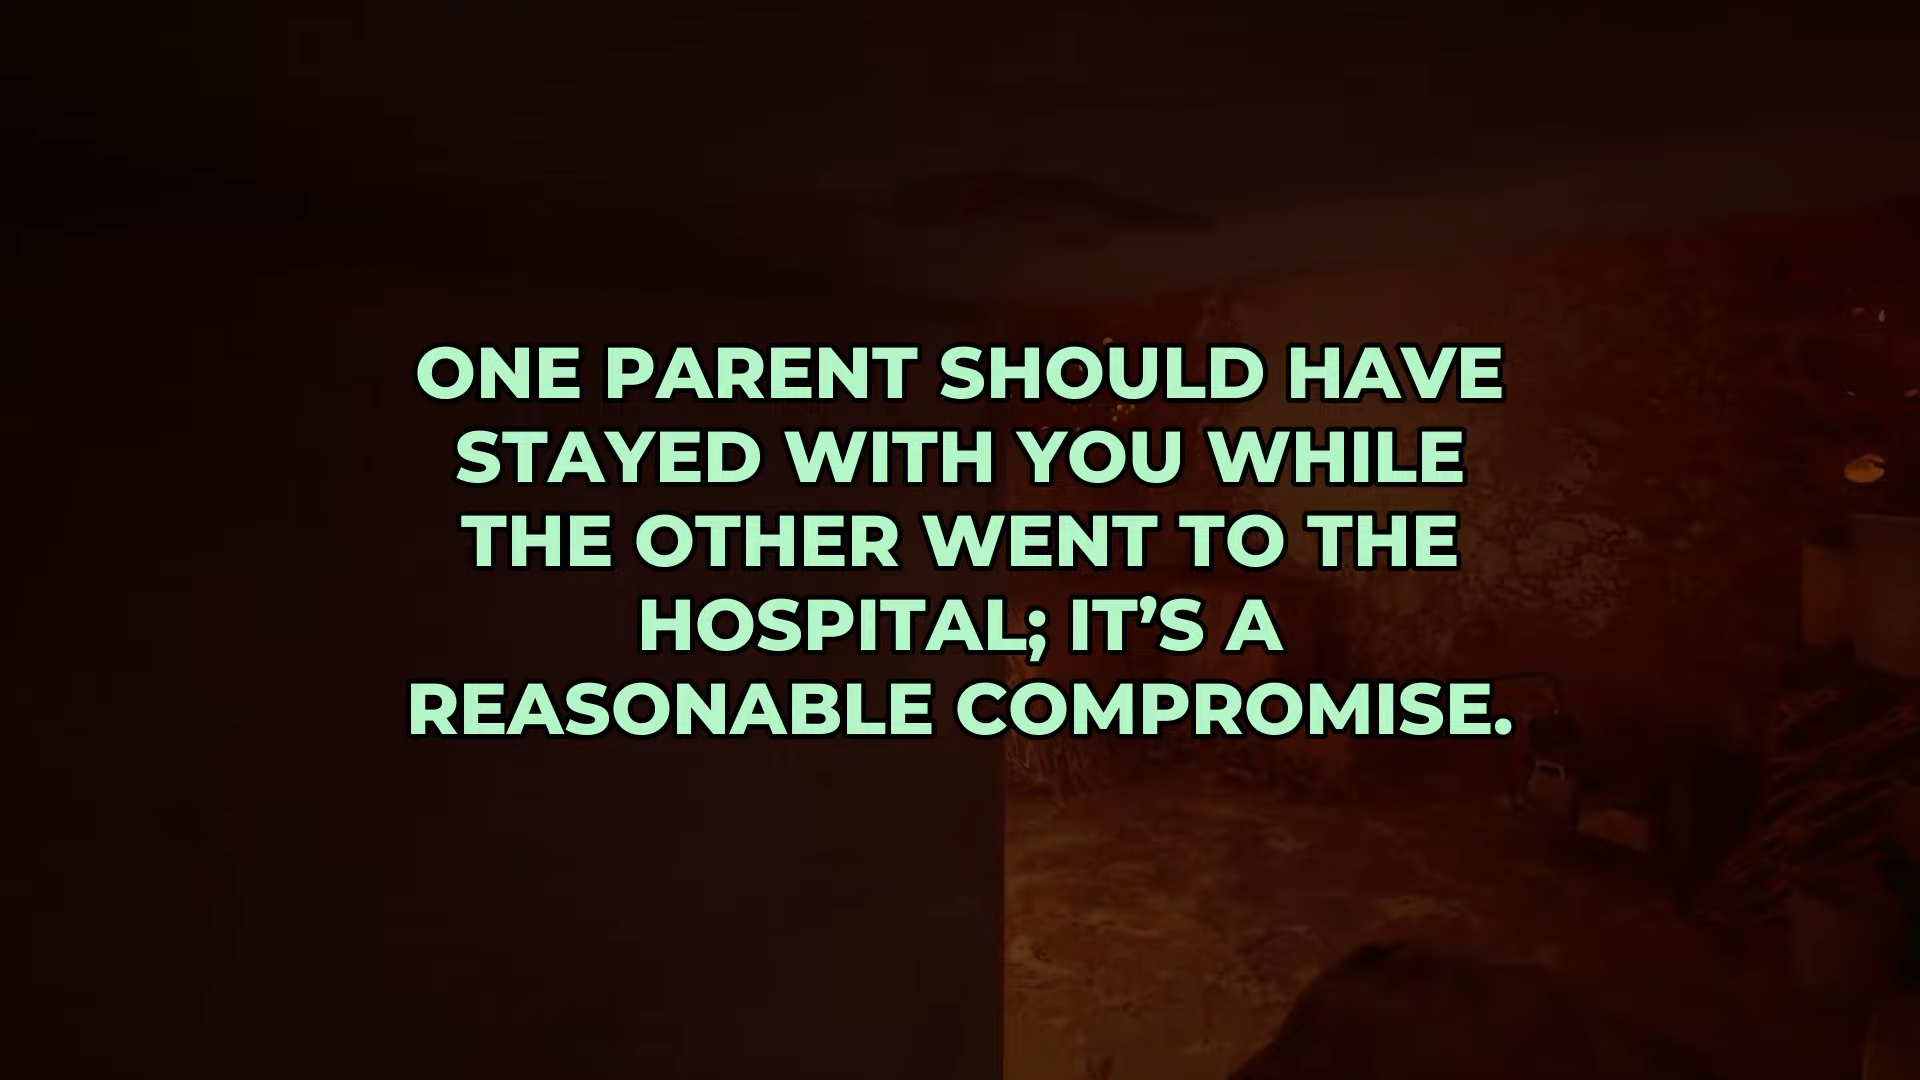 ONE PARENT SHOULD HAVE
STAYED WITH YOU WHILE
THE OTHER WENT TO THE
HOSPITAL; IT’S A
REASONABLE COMPROMISE.